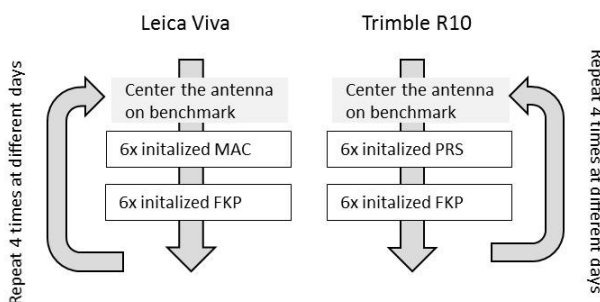 Leica Viva
Trimble R10
Repeat 4 times at different days
Center the antenna
on benchmark
6x initalized MAC
6x initalized FKP
Center the antenna
on benchmark
6x initalized PRS
6x initalized FKP
Repeat 4 times at different days